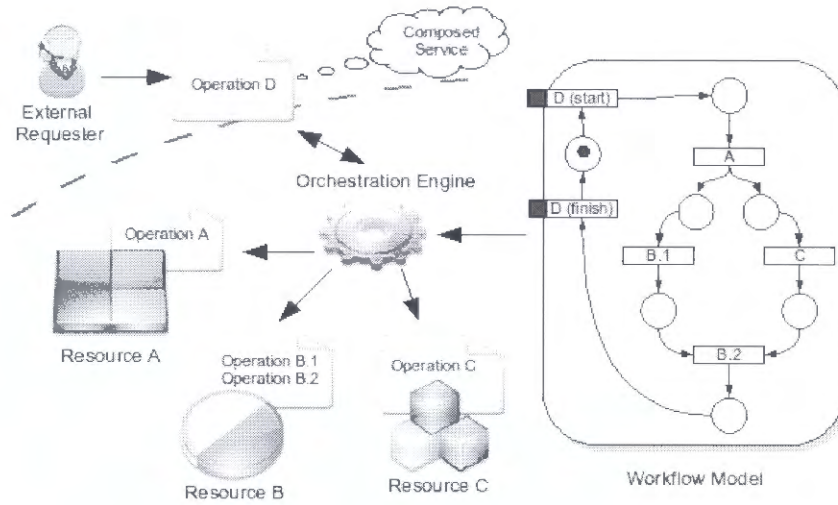 Composed
Service
Operation D
External
Requester
Orchestration Engine
Operation A
Resource A
Operation B.1
Operation B.2
Resource B
Operation C
Resource C
D (start)
A
D (finish)
B.1
C
B.2
Workflow Model